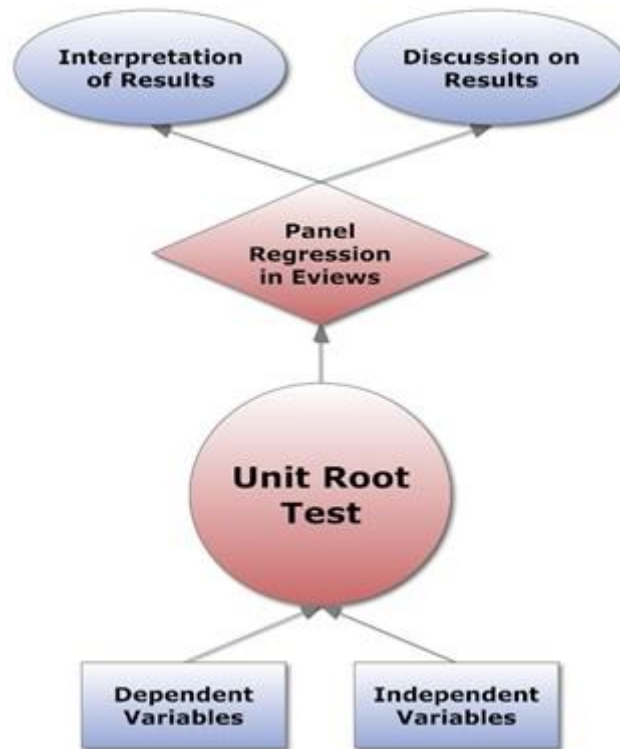 Interpretation
of Results
Discussion on
Results
Panel
Regression
in Eviews
Unit Root
Test
Dependent
Variables
Independent
Variables